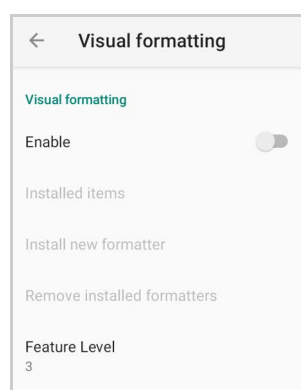 Visual formatting
Visual formatting
Enable
Installed items
Install new formatter
Remove installed formatters
Feature Level
3